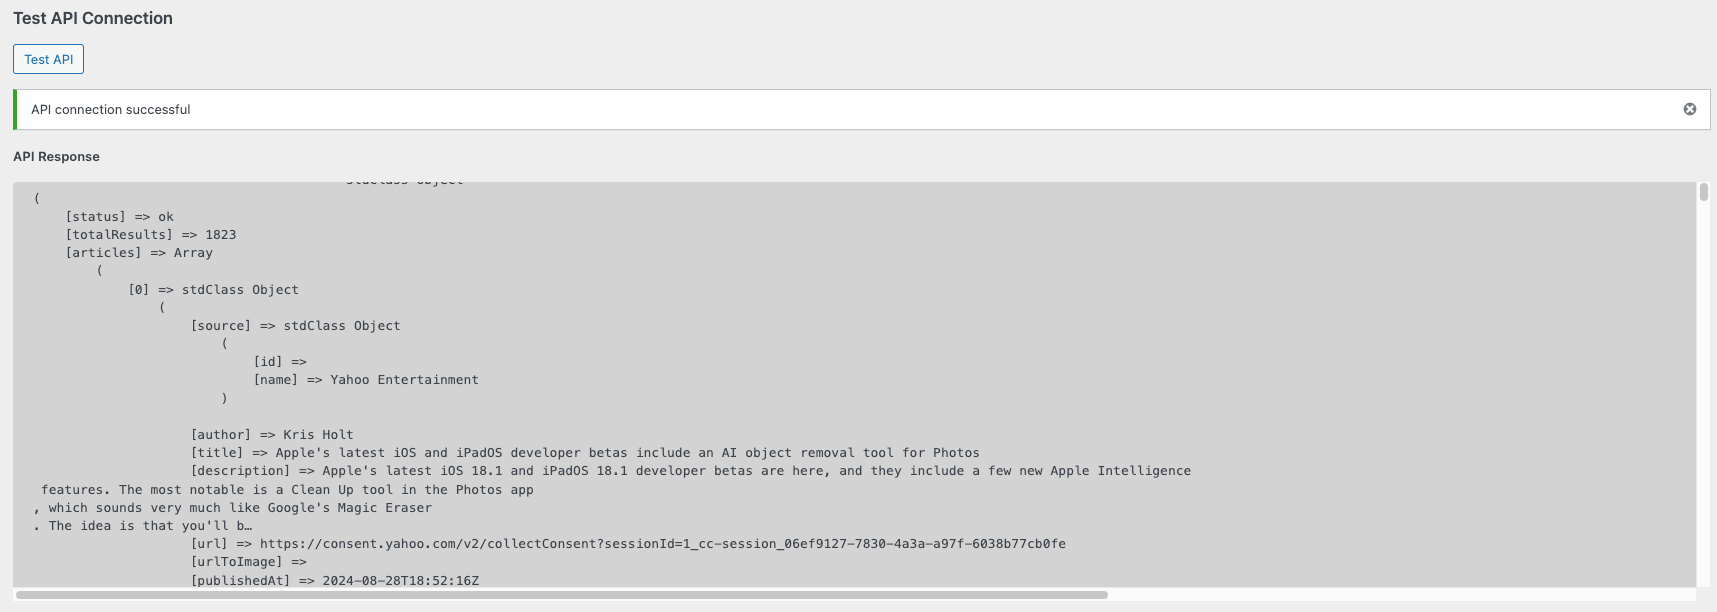 Test API Connection
Test API
API connection successful
API Response
stdClass Object
(
[status] => ok
[totalResults] => 1823
[articles] => Array
(
[0] => stdClass Object
(
[source] => stdClass Object
(
[id] =>
[name] => Yahoo Entertainment
)
[author] => Kris Holt
[title] => Apple's latest iOS and iPadOS developer betas include an AI object removal tool for Photos
[description] => Apple's latest iOS 18.1 and iPadOS 18.1 developer betas are here, and they include a few new Apple Intelligence
features. The most notable is a Clean Up tool in the Photos app
, which sounds very much like Google's Magic Eraser
. The idea is that you'll b…
[url] => https://consent.yahoo.com/v2/collectConsent?sessionId=1_cc-session_06ef9127-7830-4a3a-a97f-6038b77cb0fe
[urlToImage] =>
[publishedAt] => 2024-08-28T18:52:16Z